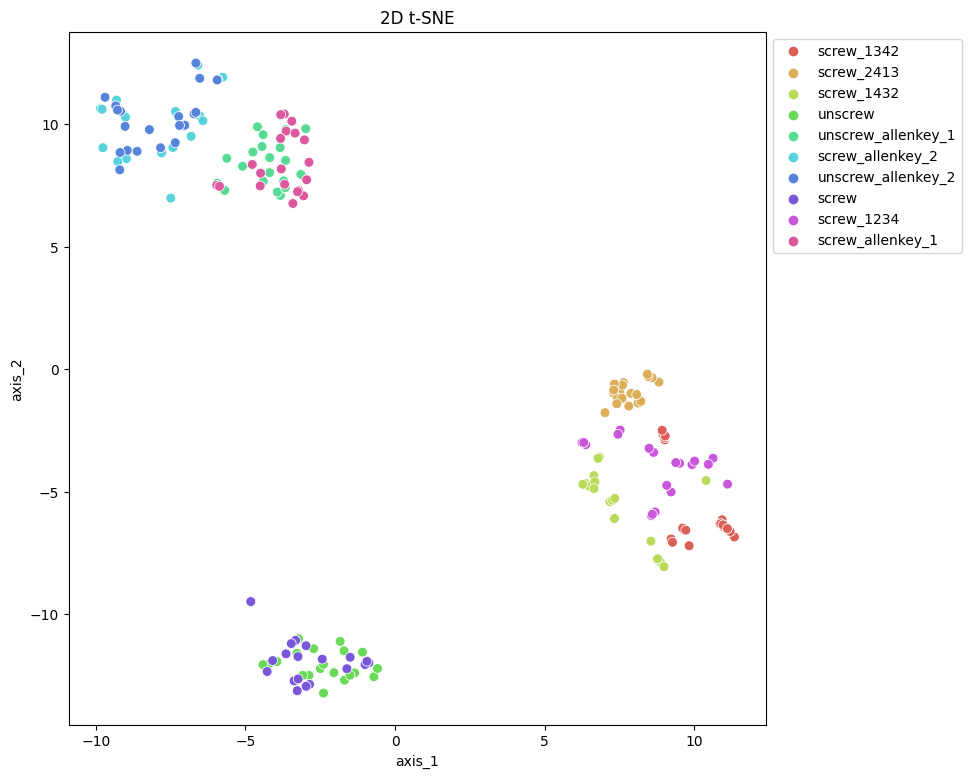 2D t-SNE
screw_1342
screw_2413
screw_1432
unscrew
unscrew_allenkey_1
screw_allenkey_2
unscrew_allenkey_2
screw
screw_1234
screw_allenkey_1
10
5
0
−5
−10
axis_2
−10 −5 0 5 10
axis_1